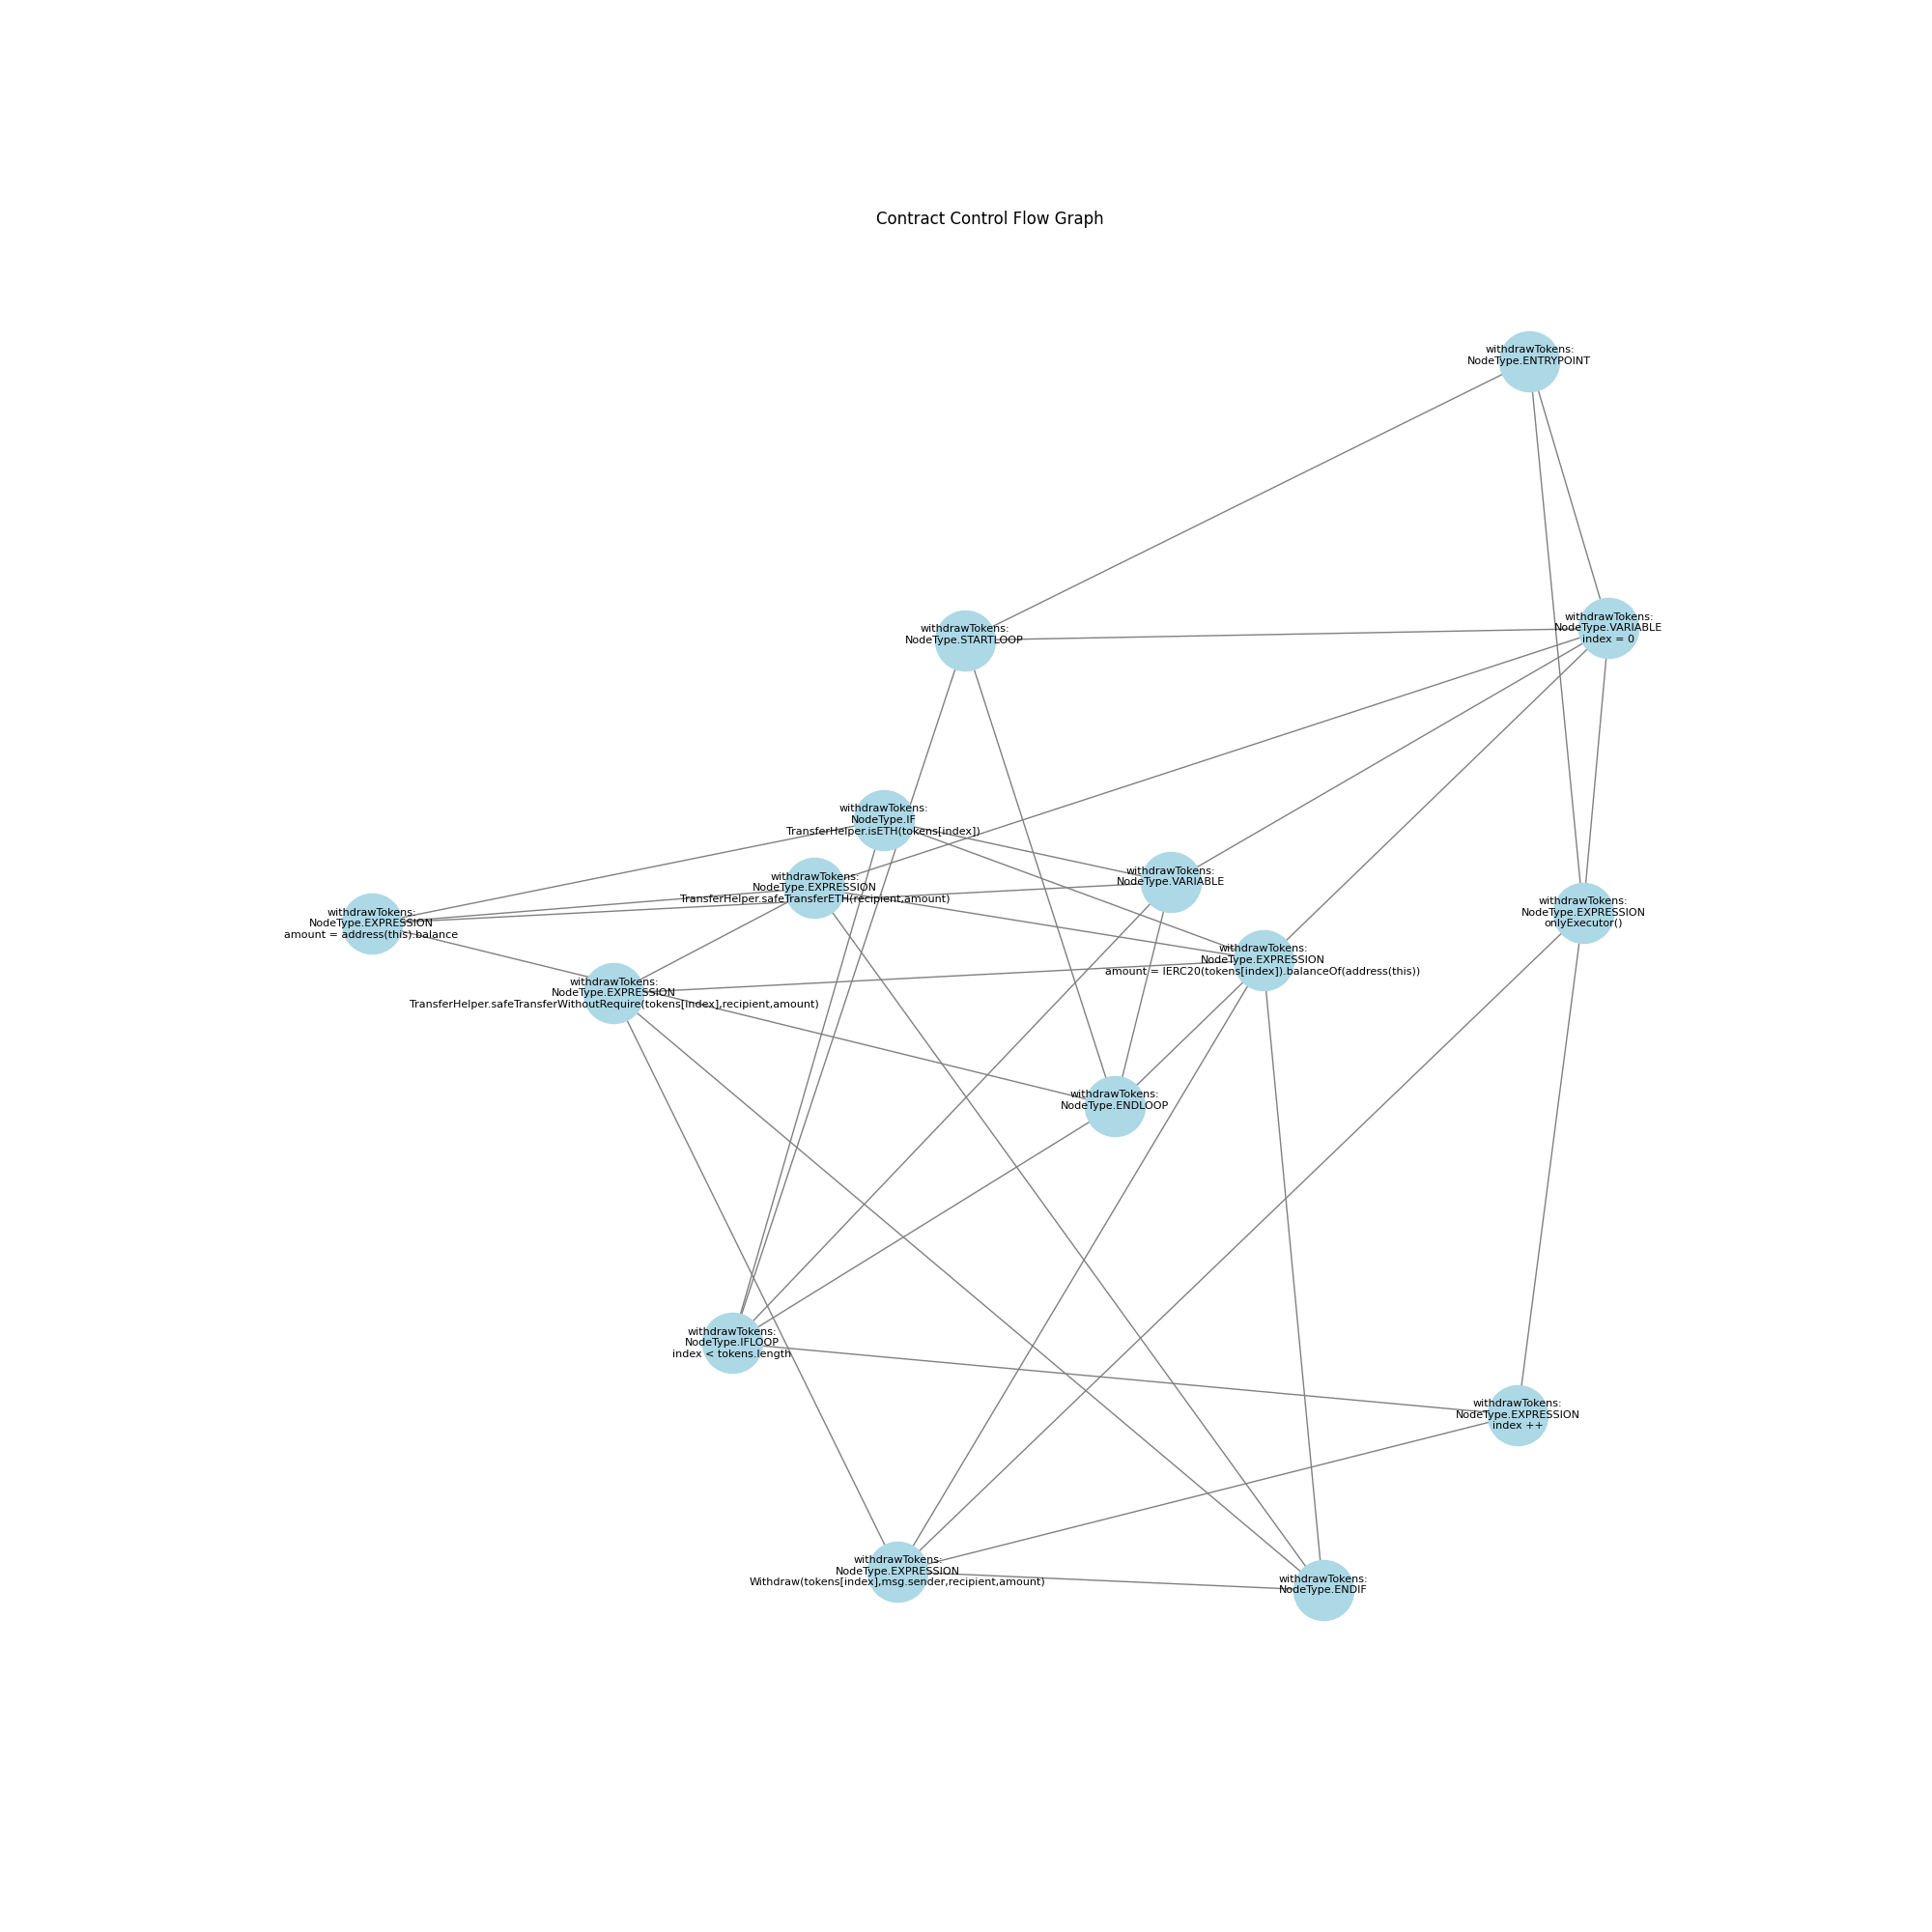 Contract Control Flow Graph
withdrawTokens:
NodeType.ENTRYPOINT
withdrawTokens:
NodeType.VARIABLE
index = 0
withdrawTokens:
NodeType.STARTLOOP
withdrawTokens:
NodeType.IF
TransferHelper.isETH(tokens[index])
withdrawTokens:
NodeType.VARIABLE
withdrawTokens:
NodeType.EXPRESSION
TransferHelper.safeTransferETH(recipient,amount)
withdrawTokens:
NodeType.EXPRESSION
onlyExecutor()
withdrawTokens:
NodeType.EXPRESSION
amount = address(this).balance
withdrawTokens:
NodeType.EXPRESSION
amount = IERC20(tokens[index]).balanceOf(address(this))
withdrawTokens:
NodeType.EXPRESSION
TransferHelper.safeTransferWithoutRequire(tokens[index],recipient,amount)
withdrawTokens:
NodeType.ENDLOOP
withdrawTokens:
NodeType.IFLOOP
index < tokens.length
withdrawTokens:
NodeType.EXPRESSION
index ++
withdrawTokens:
NodeType.EXPRESSION
Withdraw(tokens[index],msg.sender,recipient,amount)
withdrawTokens:
NodeType.ENDIF